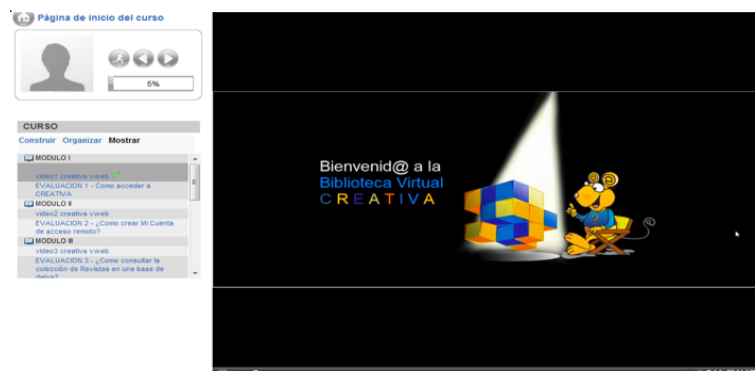 Página de inicio del curso
5%
CURSO
Construir Organizar Mostrar
MODULO I
video1 creativa vweb
EVALUACION 1 - Como acceder a
CREATIVA
MODULO II
video2 creativa vweb
EVALUACION 2 - ¿Como crear Mi Cuenta
de acceso remoto?
MODULO III
video3 creativa vweb
EVALUACION 3 - ¿Como consultar la
colección de Revistas en una base de
datos?
Bienvenid@ a la
Biblioteca Virtual
CREATIVA